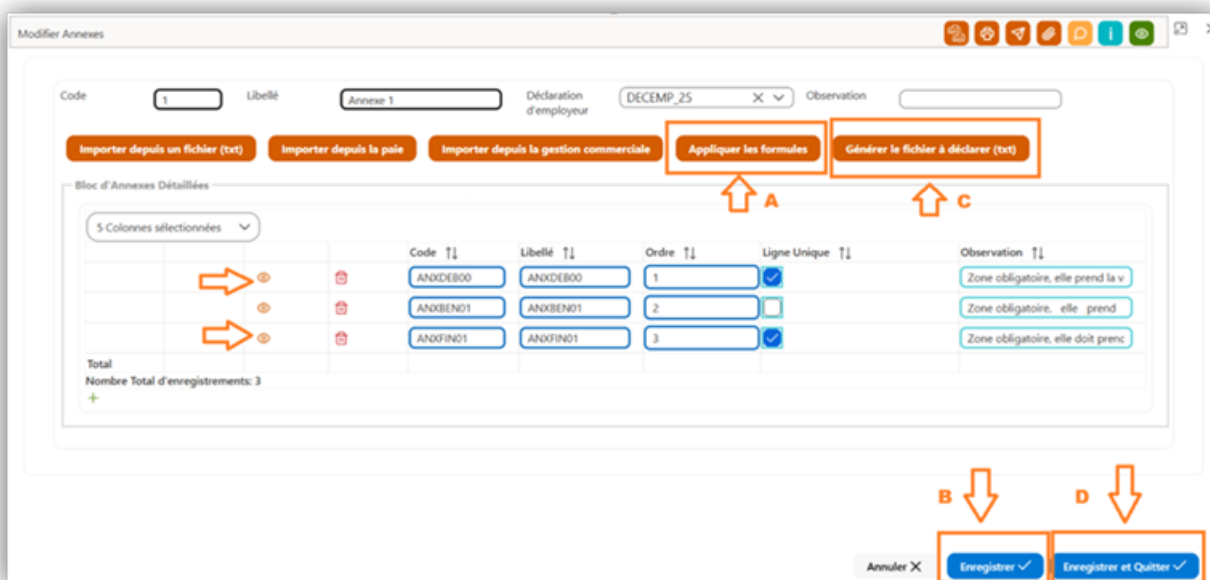 Modifier Annexes
Code 1 Libellé Annexe 1 Déclaration d'employeur DECEMP_25 Observation
Importer depuis un fichier (txt) Importer depuis la paie Importer depuis la gestion commerciale Appliquer les formules Générer le fichier à déclarer (txt)
A C
Bloc d'Annexes Détaillées
5 Colonnes sélectionnées
Code Libellé Ordre Ligne Unique Observation
ANXDEB00 ANXDEB00 1 Zone obligatoire, elle prend la v
ANXBEN01 ANXBEN01 2 Zone obligatoire, elle prend
ANXFIN01 ANXFIN01 3 Zone obligatoire, elle doit prenc
Total
Nombre Total d'enregistrements: 3
+
B D
Annuler X Enregistrer ✓ Enregistrer et Quitter ✓